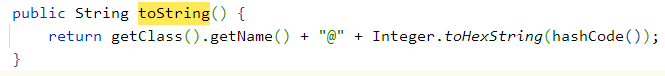 public String toString() {
return getClass().getName() + "@" + Integer.toHexString(hashCode());
}